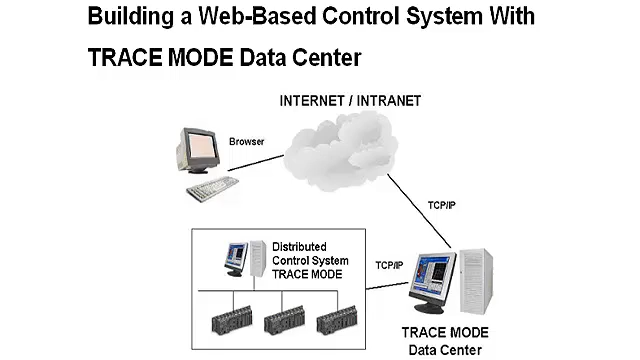 Building a Web-Based Control System With
TRACE MODE Data Center
INTERNET / INTRANET
Browser
TCP/IP
Distributed
Control System
TRACE MODE
TCP/IP
TRACE MODE
Data Center